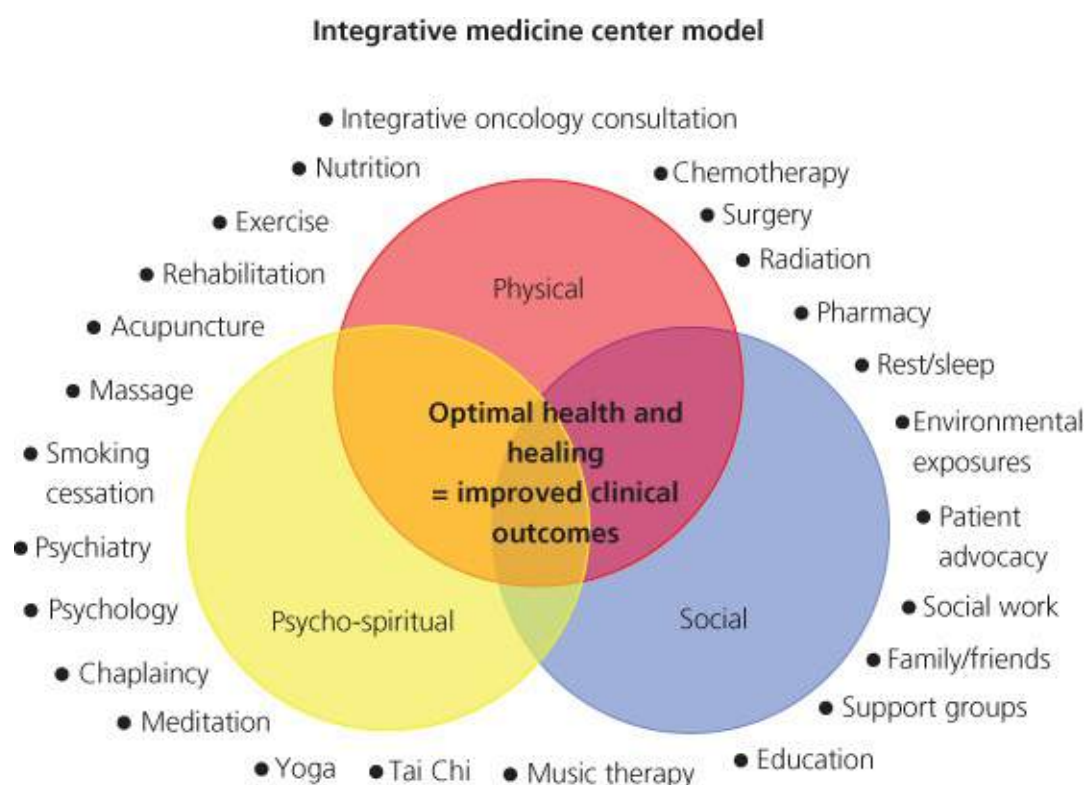 Integrative medicine center model
● Integrative oncology consultation
● Nutrition
● Chemotherapy
● Exercise
● Surgery
● Rehabilitation
● Radiation
● Acupuncture
● Pharmacy
● Massage
● Rest/sleep
● Smoking
cessation
● Environmental
exposures
● Psychiatry
● Patient
advocacy
● Psychology
● Social work
● Chaplaincy
● Family/friends
● Meditation
● Support groups
● Yoga
● Tai Chi
● Music therapy
● Education
Physical
Optimal health and
healing
= improved clinical
outcomes
Psycho-spiritual
Social